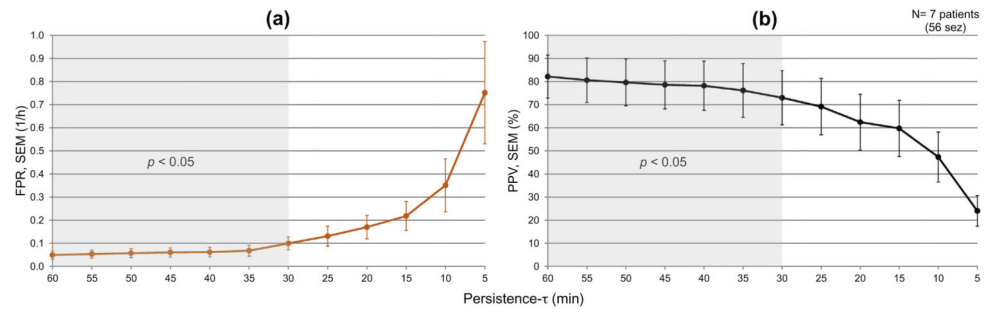 (a)
(b)
N= 7 patients
(56 sez)
FPR, SEM (1/h)
1.0
0.9
0.8
0.7
0.6
0.5
0.4
0.3
0.2
0.1
0.0
p < 0.05
60 55 50 45 40 35 30 25 20 15 10 5
PPV, SEM (%)
100
90
80
70
60
50
40
30
20
10
0
p < 0.05
60 55 50 45 40 35 30 25 20 15 10 5
Persistence-τ (min)